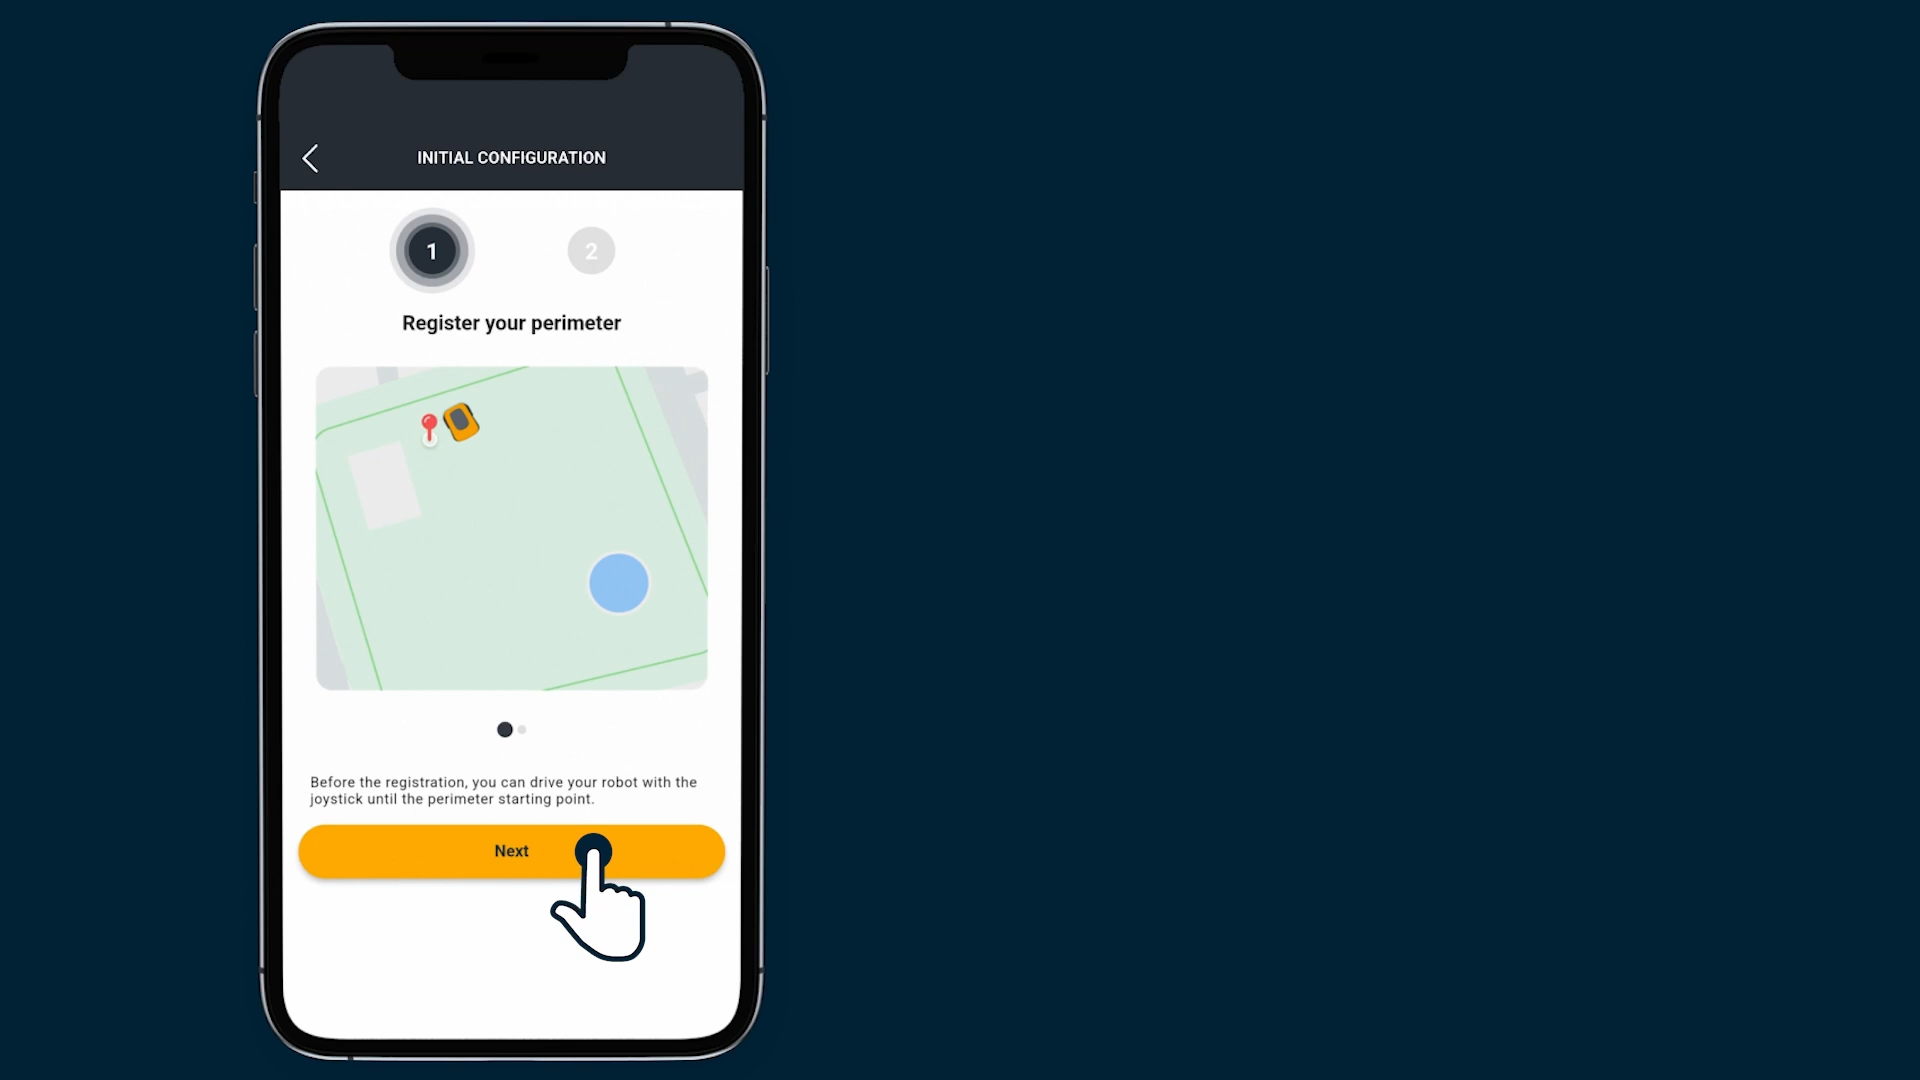 INITIAL CONFIGURATION
1
2
Register your perimeter
Before the registration, you can drive your robot with the
joystick until the perimeter starting point.
Next